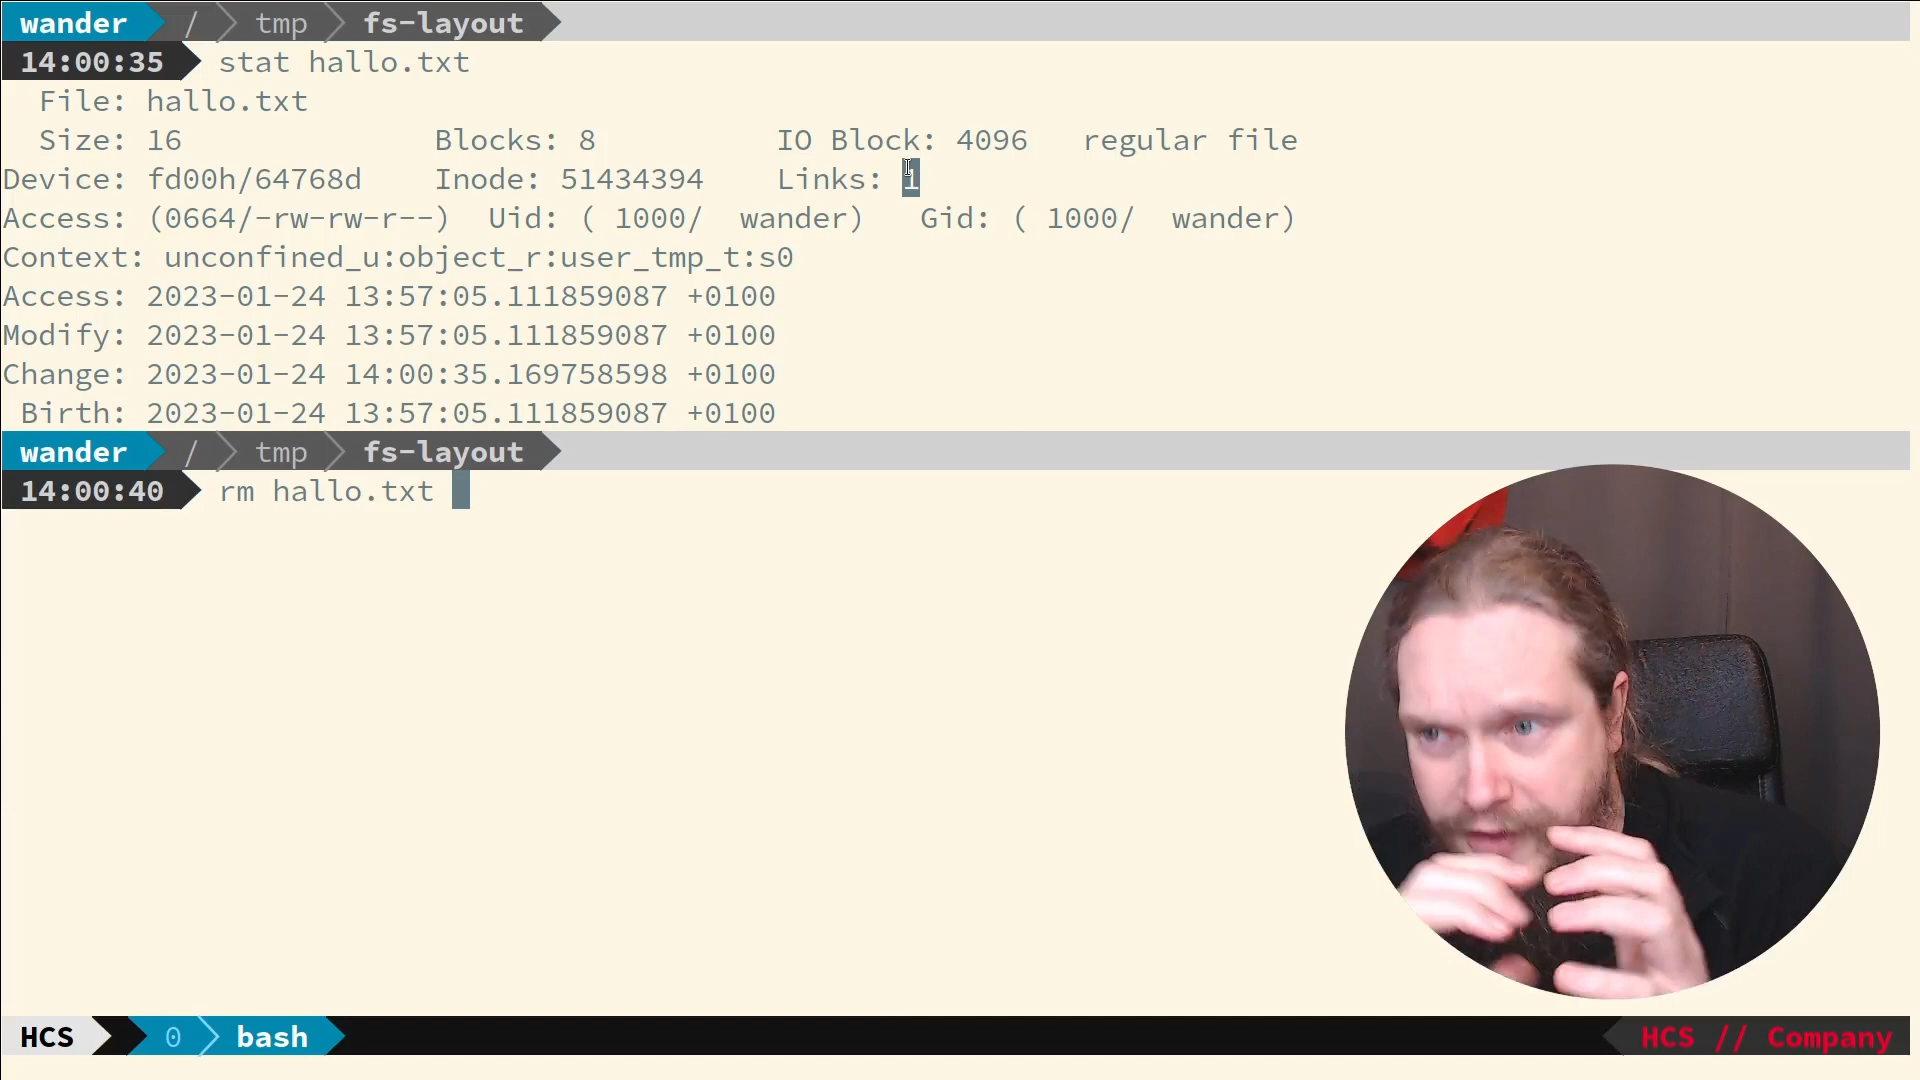 wander / tmp fs-layout
14:00:35 stat hallo.txt
File: hallo.txt
Size: 16 Blocks: 8 IO Block: 4096 regular file
Device: fd00h/64768d Inode: 51434394 Links: 1
Access: (0664/-rw-rw-r--) Uid: ( 1000/ wander) Gid: ( 1000/ wander)
Context: unconfined_u:object_r:user_tmp_t:s0
Access: 2023-01-24 13:57:05.111859087 +0100
Modify: 2023-01-24 13:57:05.111859087 +0100
Change: 2023-01-24 14:00:35.169758598 +0100
Birth: 2023-01-24 13:57:05.111859087 +0100
wander / tmp fs-layout
14:00:40 rm hallo.txt
HCS 0 bash HCS // Company